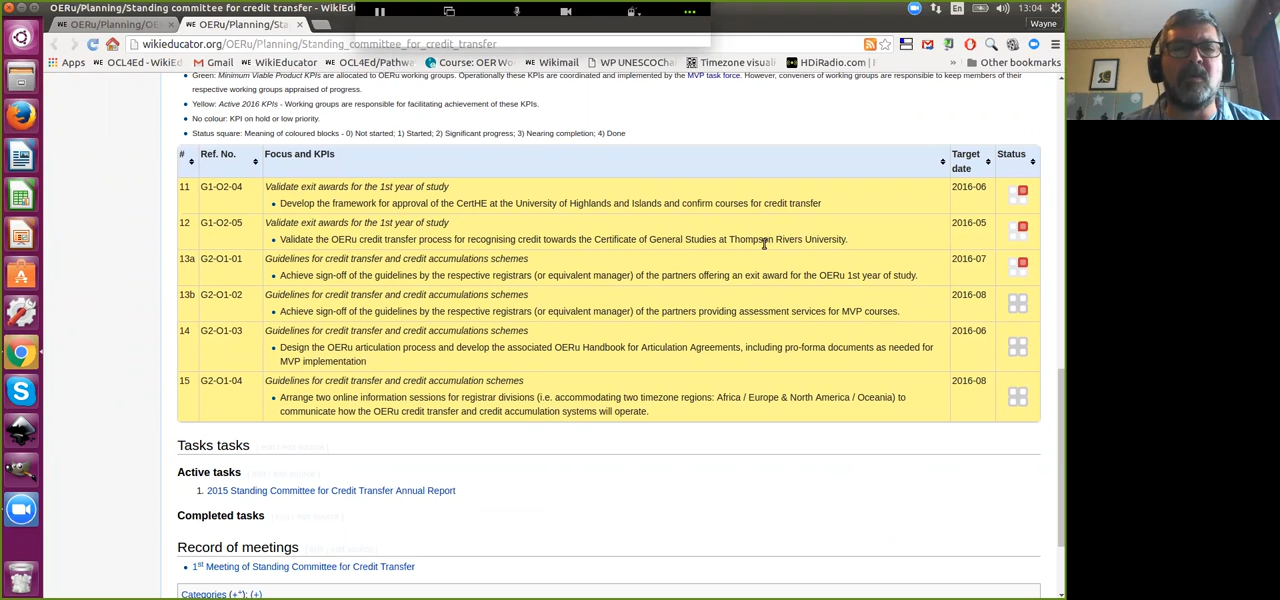 OERu/Planning/Standing committee for credit transfer - WikiEd
En
13:04
WE OERu/Planning/OE
WE OERu/Planning/Sta
Wayne
wikieducator.org/OERu/Planning/Standing_committee_for_credit_transfer
Apps
WE OCL4Ed - WikiEd
Gmail
WE WikiEducator
WE OCL4Ed/Pathw
Course: OER Wo
Wikimail
WP UNESCOChai
Timezone visuali
HDiRadio.com /
»
Other bookmarks
Green: Minimum Viable Product KPIs are allocated to OERu working groups. Operationally these KPIs are coordinated and implemented by the MVP task force. However, conveners of working groups are responsible to keep members of their
respective working groups appraised of progress.
Yellow: Active 2016 KPIs - Working groups are responsible for facilitating achievement of these KPIs.
No colour: KPI on hold or low priority.
Status square: Meaning of coloured blocks - 0) Not started; 1) Started; 2) Significant progress; 3) Nearing completion; 4) Done
# Ref. No. Focus and KPIs Target date Status
11 G1-O2-04 Validate exit awards for the 1st year of study 2016-06
Develop the framework for approval of the CertHE at the University of Highlands and Islands and confirm courses for credit transfer
12 G1-O2-05 Validate exit awards for the 1st year of study 2016-05
Validate the OERu credit transfer process for recognising credit towards the Certificate of General Studies at Thompson Rivers University.
13a G2-O1-01 Guidelines for credit transfer and credit accumulations schemes 2016-07
Achieve sign-off of the guidelines by the respective registrars (or equivalent manager) of the partners offering an exit award for the OERu 1st year of study.
13b G2-O1-02 Guidelines for credit transfer and credit accumulations schemes 2016-08
Achieve sign-off of the guidelines by the respective registrars (or equivalent manager) of the partners providing assessment services for MVP courses.
14 G2-O1-03 Guidelines for credit transfer and credit accumulations schemes 2016-06
Design the OERu articulation process and develop the associated OERu Handbook for Articulation Agreements, including pro-forma documents as needed for
MVP implementation
15 G2-O1-04 Guidelines for credit transfer and credit accumulation schemes 2016-08
Arrange two online information sessions for registrar divisions (i.e. accommodating two timezone regions: Africa / Europe & North America / Oceania) to
communicate how the OERu credit transfer and credit accumulation systems will operate.
Tasks tasks
Active tasks
1. 2015 Standing Committee for Credit Transfer Annual Report
Completed tasks
Record of meetings
1st Meeting of Standing Committee for Credit Transfer
Categories (++): (+)